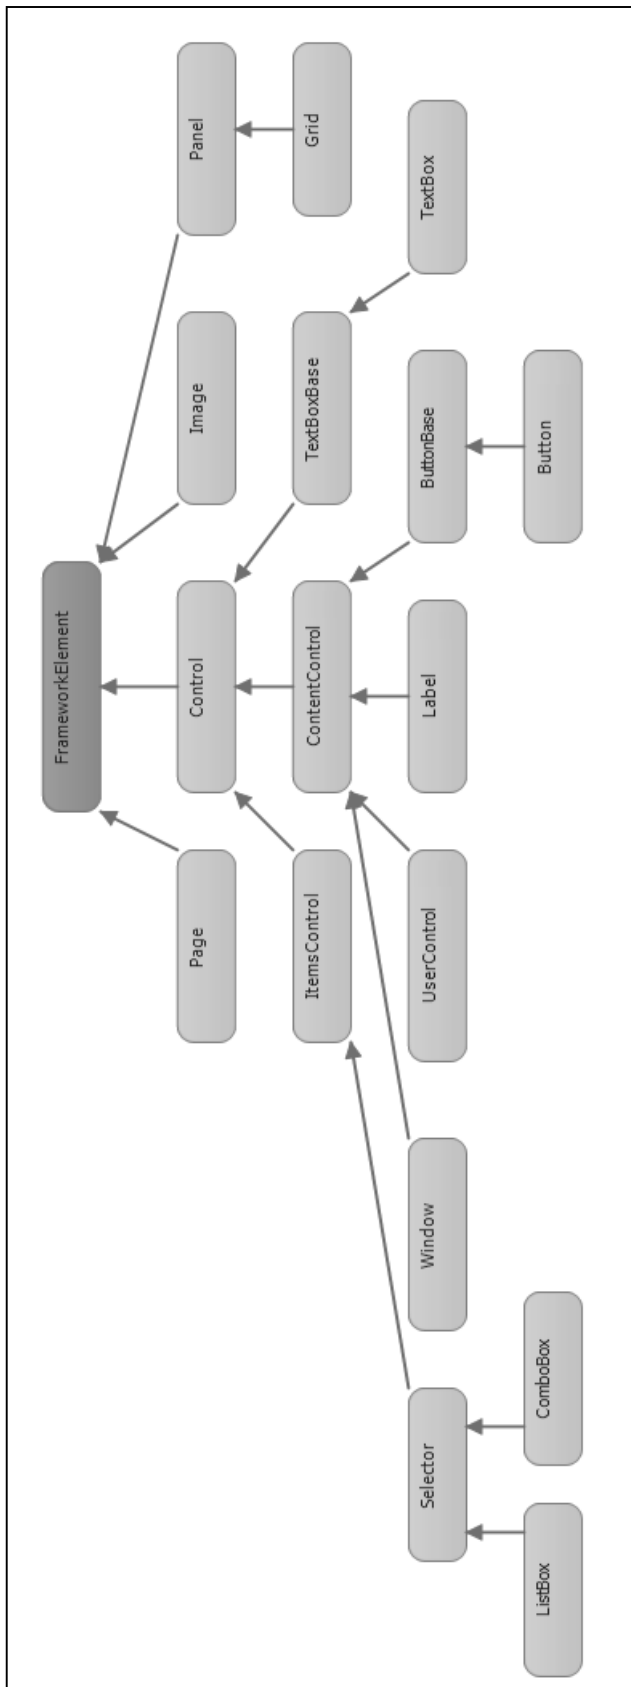 FrameworkElement
Page
Control
Image
Panel
ItemsControl
ContentControl
TextBoxBase
Grid
Selector
Window
UserControl
Label
ButtonBase
TextBox
ListBox
ComboBox
Button